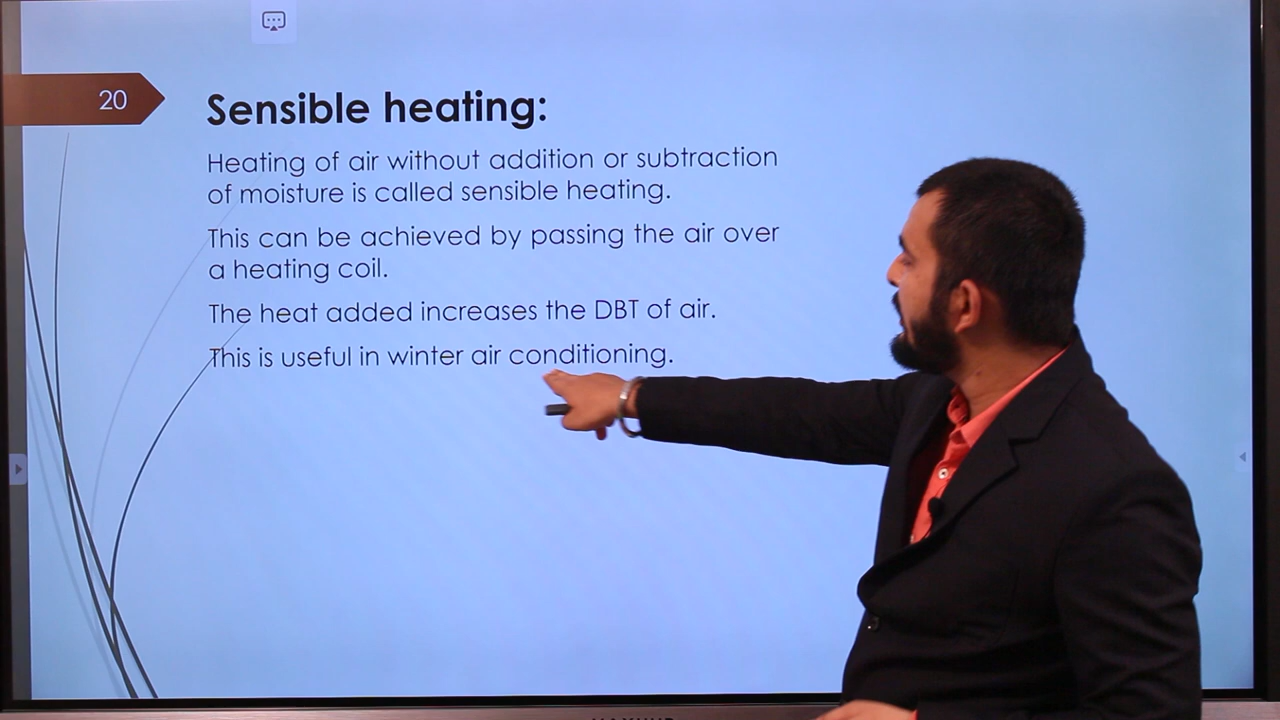 20
Sensible heating:
Heating of air without addition or subtraction
of moisture is called sensible heating.
This can be achieved by passing the air over
a heating coil.
The heat added increases the DBT of air.
This is useful in winter air conditioning.